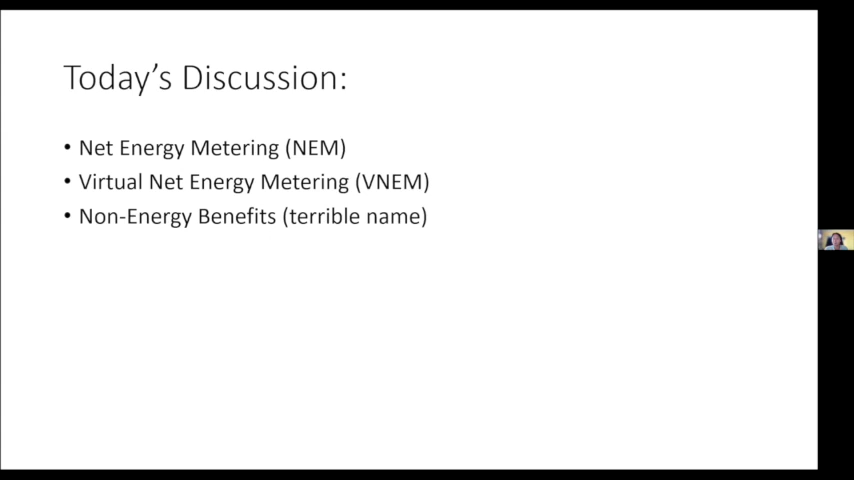 Today's Discussion:
• Net Energy Metering (NEM)
• Virtual Net Energy Metering (VNEM)
• Non-Energy Benefits (terrible name)